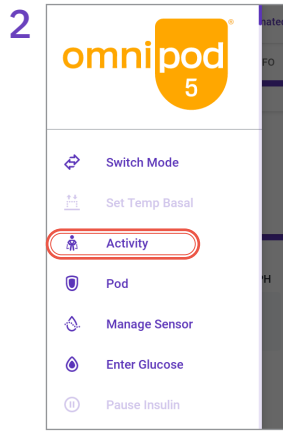 2
omnipod®
5
Switch Mode
Set Temp Basal
Activity
Pod
Manage Sensor
Enter Glucose
Pause Insulin